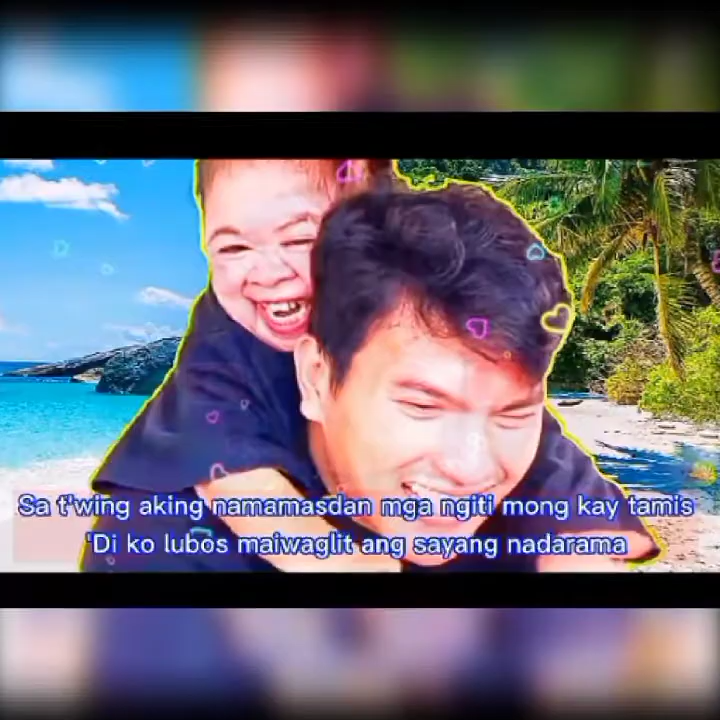 Sa t'wing aking namamasdan mga ngiti mong kay tamis
'Di ko lubos maiwaglit ang sayang nadarama